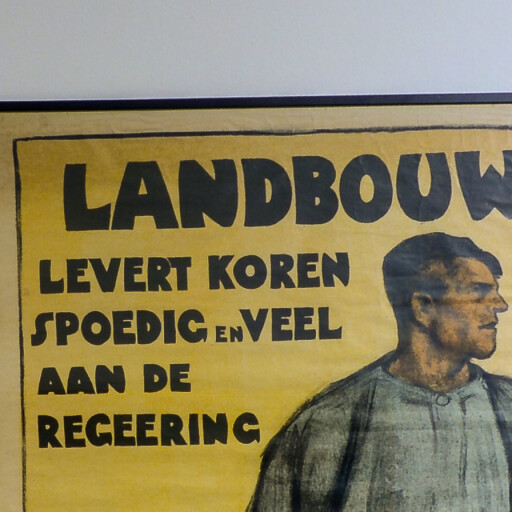 LANDBOUW
LEVERT KOREN
SPOEDIG EN VEEL
AAN DE
REGEERING